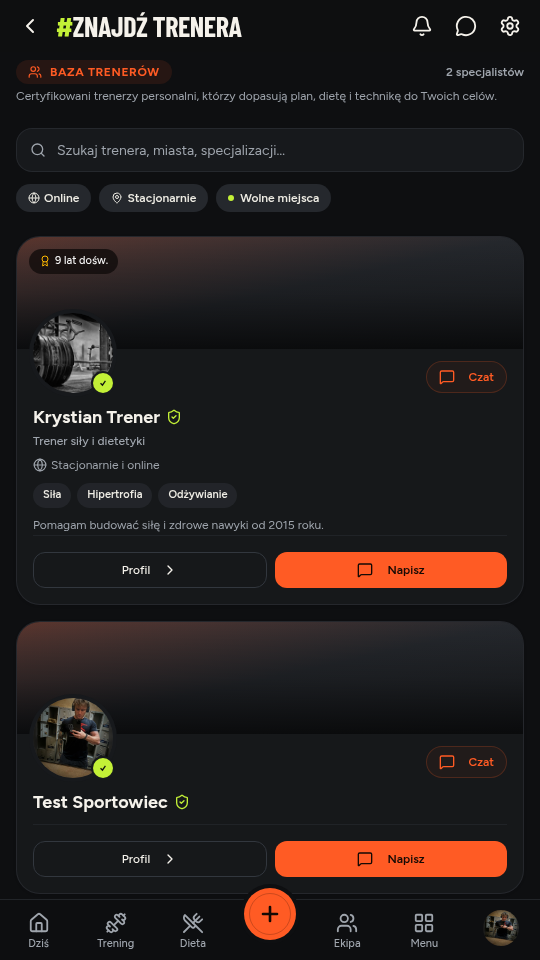 #ZNAJDŹ TRENERA
BAZA TRENERÓW
2 specjalistów
Certyfikowani trenerzy personalni, którzy dopasują plan, dietę i technikę do Twoich celów.
Szukaj trenera, miasta, specjalizacji...
Online
Stacjonarnie
Wolne miejsca
9 lat dośw.
Czat
Krystian Trener
Trener siły i dietetyki
Stacjonarnie i online
Siła
Hipertrofia
Odżywianie
Pomagam budować siłę i zdrowe nawyki od 2015 roku.
Profil
Napisz
Czat
Test Sportowiec
Profil
Napisz
Dziś
Trening
Dieta
Ekipa
Menu